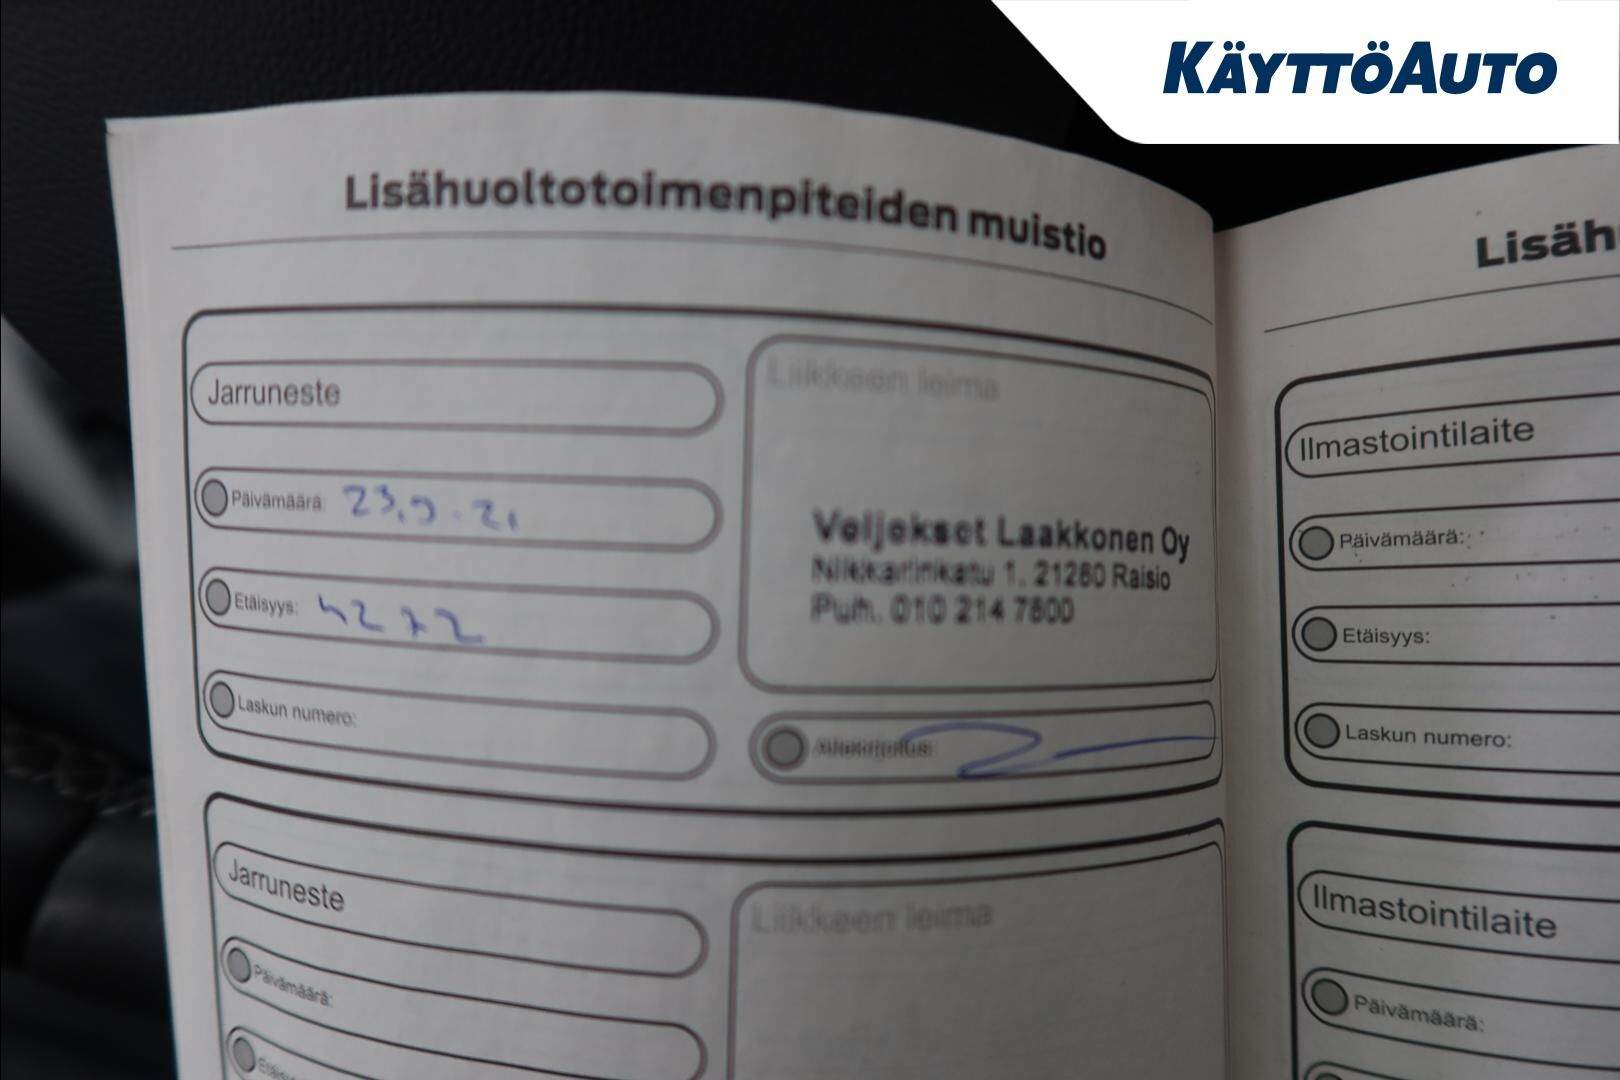 KÄYTTÖAUTO
Lisähuoltotoimenpiteiden muistio
Jarruneste
Päivämäärä: 23.9.21
Etäisyys: 4272
Laskun numero:
Liikkeen leima
Veljekset Laakkonen Oy
Nikkarinkatu 1, 21280 Raisio
Puh. 010 214 7800
Allekirjoitus:
Jarruneste
Päivämäärä:
Liikkeen leima
Lisäh
Ilmastointilaite
Päivämäärä:
Etäisyys:
Laskun numero:
Ilmastointilaite
Päivämäärä: